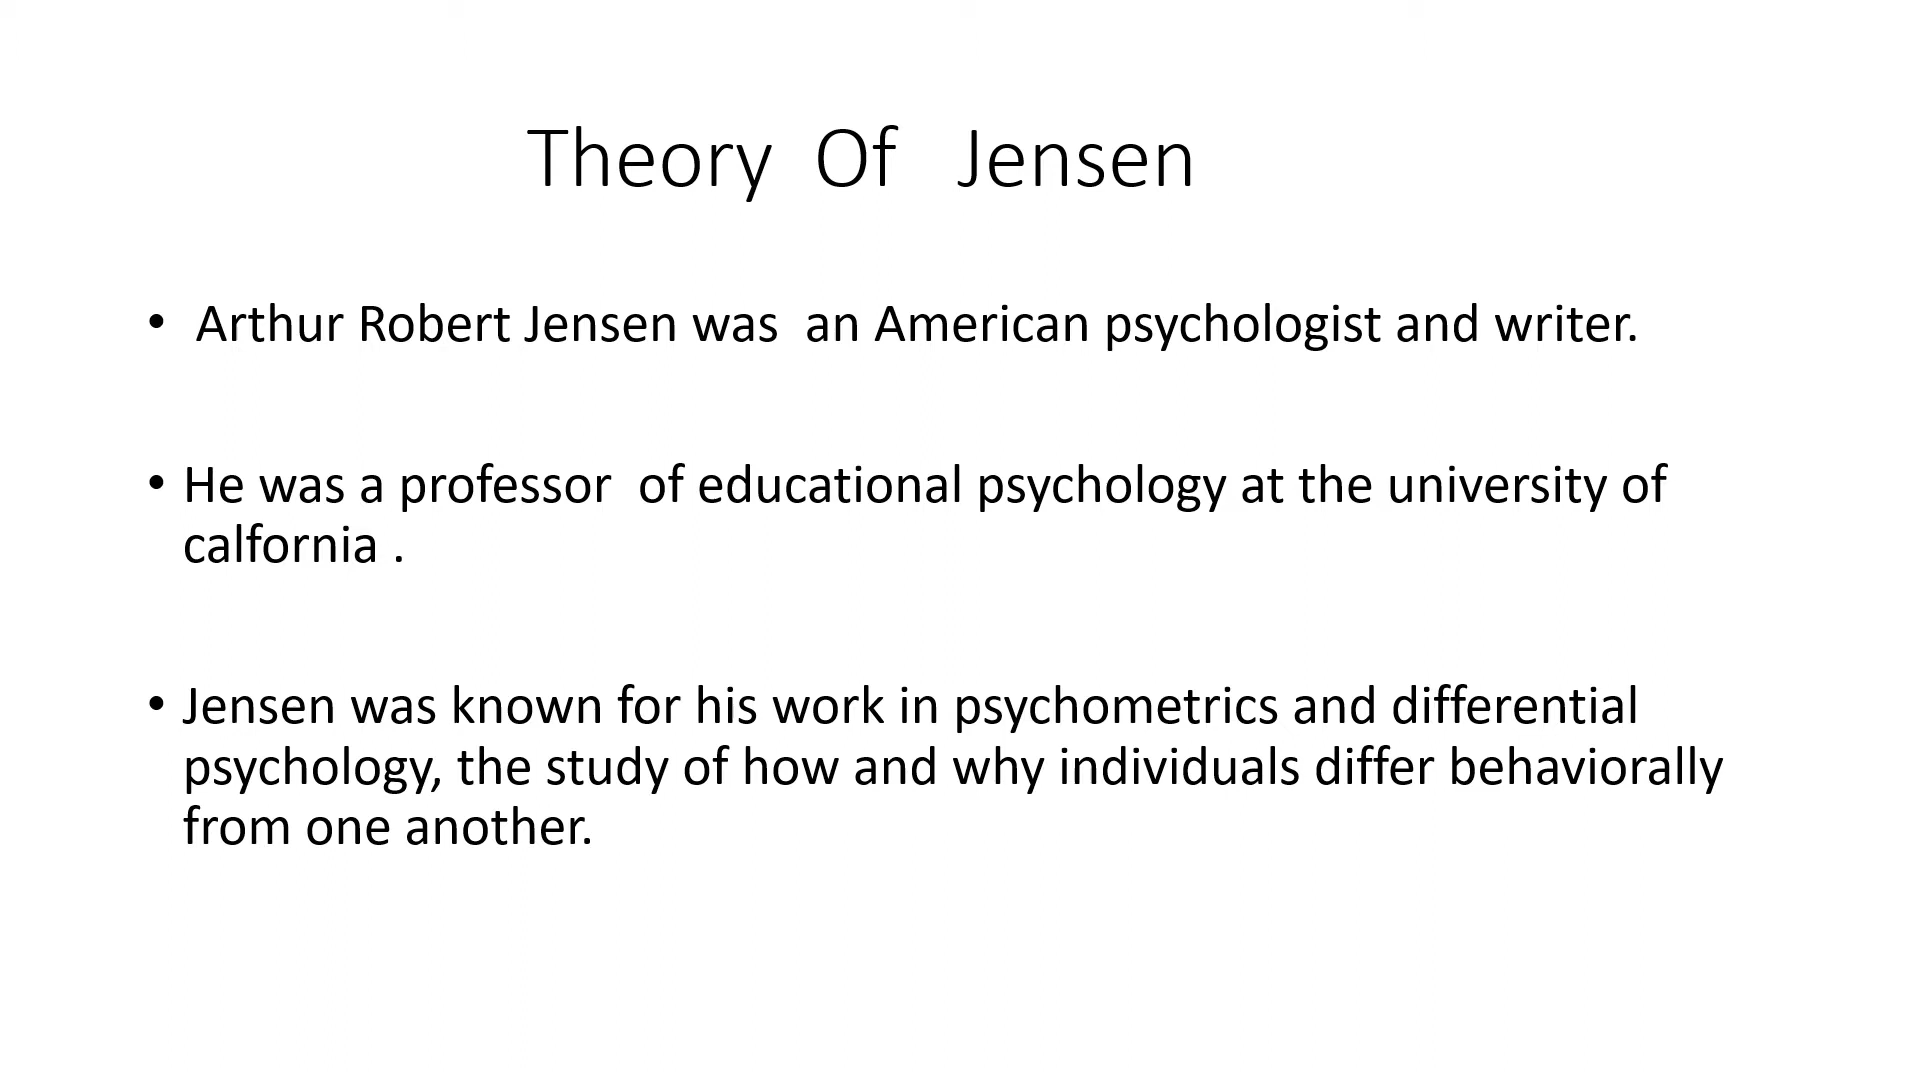 Theory Of Jensen
• Arthur Robert Jensen was an American psychologist and writer.
• He was a professor of educational psychology at the university of
calfornia .
• Jensen was known for his work in psychometrics and differential
psychology, the study of how and why individuals differ behaviorally
from one another.